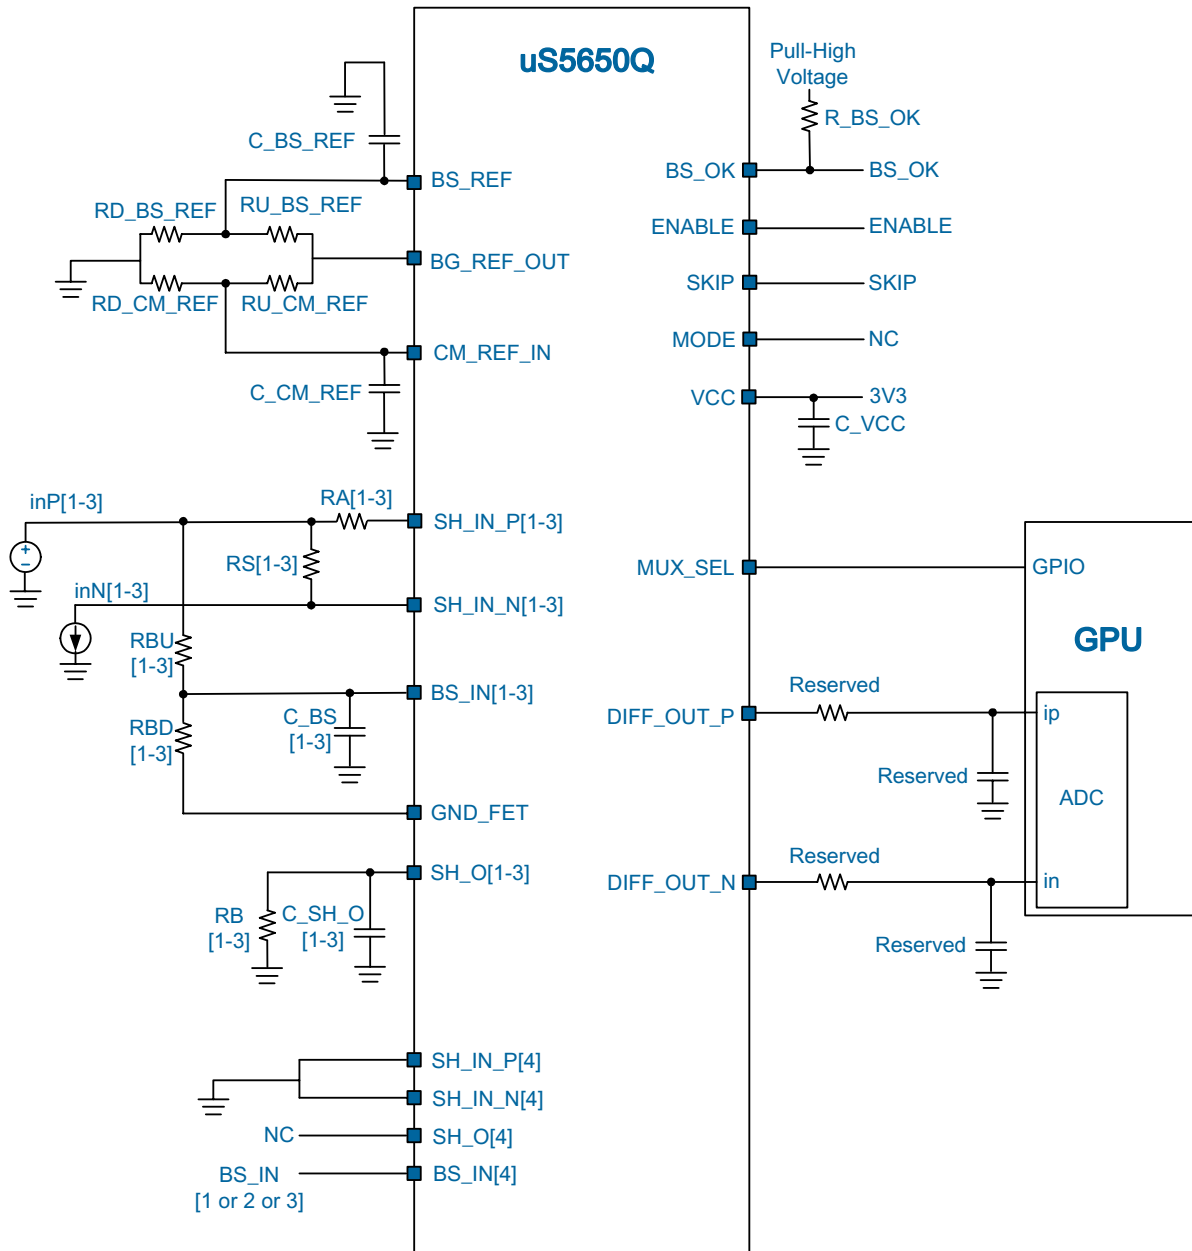 uS5650Q
Pull-High
Voltage
R_BS_OK
C_BS_REF
BS_REF
BS_OK
BS_OK
RD_BS_REF
RU_BS_REF
ENABLE
ENABLE
BG_REF_OUT
SKIP
SKIP
RD_CM_REF
RU_CM_REF
MODE
NC
CM_REF_IN
C_CM_REF
VCC
3V3
C_VCC
inP[1-3]
RA[1-3]
SH_IN_P[1-3]
RS[1-3]
MUX_SEL
GPIO
inN[1-3]
SH_IN_N[1-3]
GPU
RBU
[1-3]
BS_IN[1-3]
Reserved
C_BS
[1-3]
DIFF_OUT_P
ip
RBD
[1-3]
Reserved
ADC
GND_FET
Reserved
SH_O[1-3]
DIFF_OUT_N
in
RB
[1-3]
C_SH_O
[1-3]
Reserved
SH_IN_P[4]
SH_IN_N[4]
NC
SH_O[4]
BS_IN
[1 or 2 or 3]
BS_IN[4]
+
−